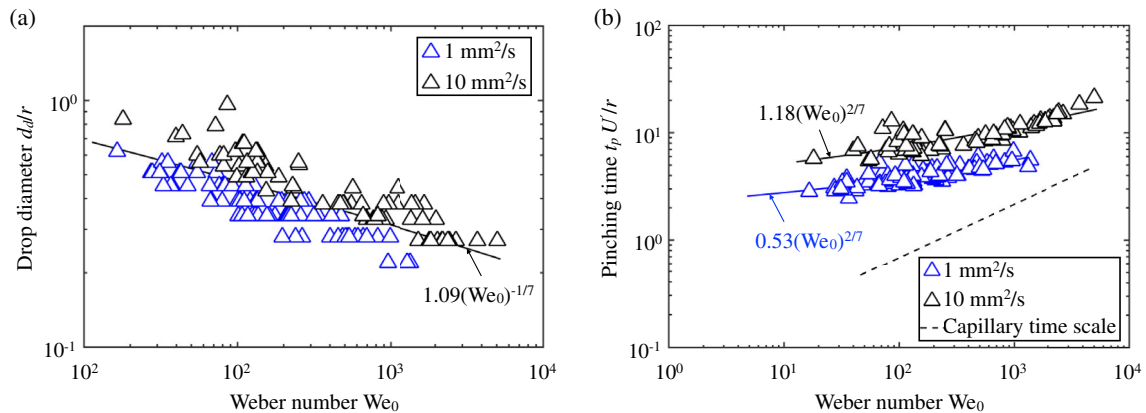 (a)
1 mm²/s
10 mm²/s
Drop diameter d_d/r
10⁰
10⁻¹
1.09(We₀)⁻¹/⁷
10² 10² 10³ 10⁴
Weber number We₀
(b)
10²
10¹
10⁰
10⁻¹
Pinching time t_p U/r
1.18(We₀)²/⁷
0.53(We₀)²/⁷
1 mm²/s
10 mm²/s
Capillary time scale
10⁰ 10¹ 10² 10³ 10⁴
Weber number We₀